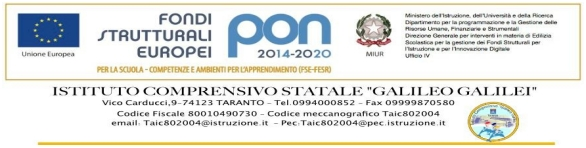 Unione Europea
FONDI
STRUTTURALI
EUROPEI
pon
2014-2020
PER LA SCUOLA - COMPETENZE E AMBIENTI PER L'APPRENDIMENTO (FSE-FESR)
MIUR
Ministero dell'Istruzione, dell'Università e della Ricerca
Dipartimento per la programmazione e la Gestione delle
Risorse Umane, Finanziarie e Strumentali
Direzione Generale per interventi in materia di Edilizia
Scolastica per la gestione dei Fondi Strutturali per
l'Istruzione e per l'Innovazione Digitale
Ufficio IV
ISTITUTO COMPRENSIVO STATALE "GALILEO GALILEI"
Vico Carducci,9-74123 TARANTO - Tel.0994000852 - Fax 09999870580
Codice Fiscale 80010490730 - Codice meccanografico Taic802004
email. Taic802004@istruzione.it - Pec-Taic802004@pec.istruzione.it